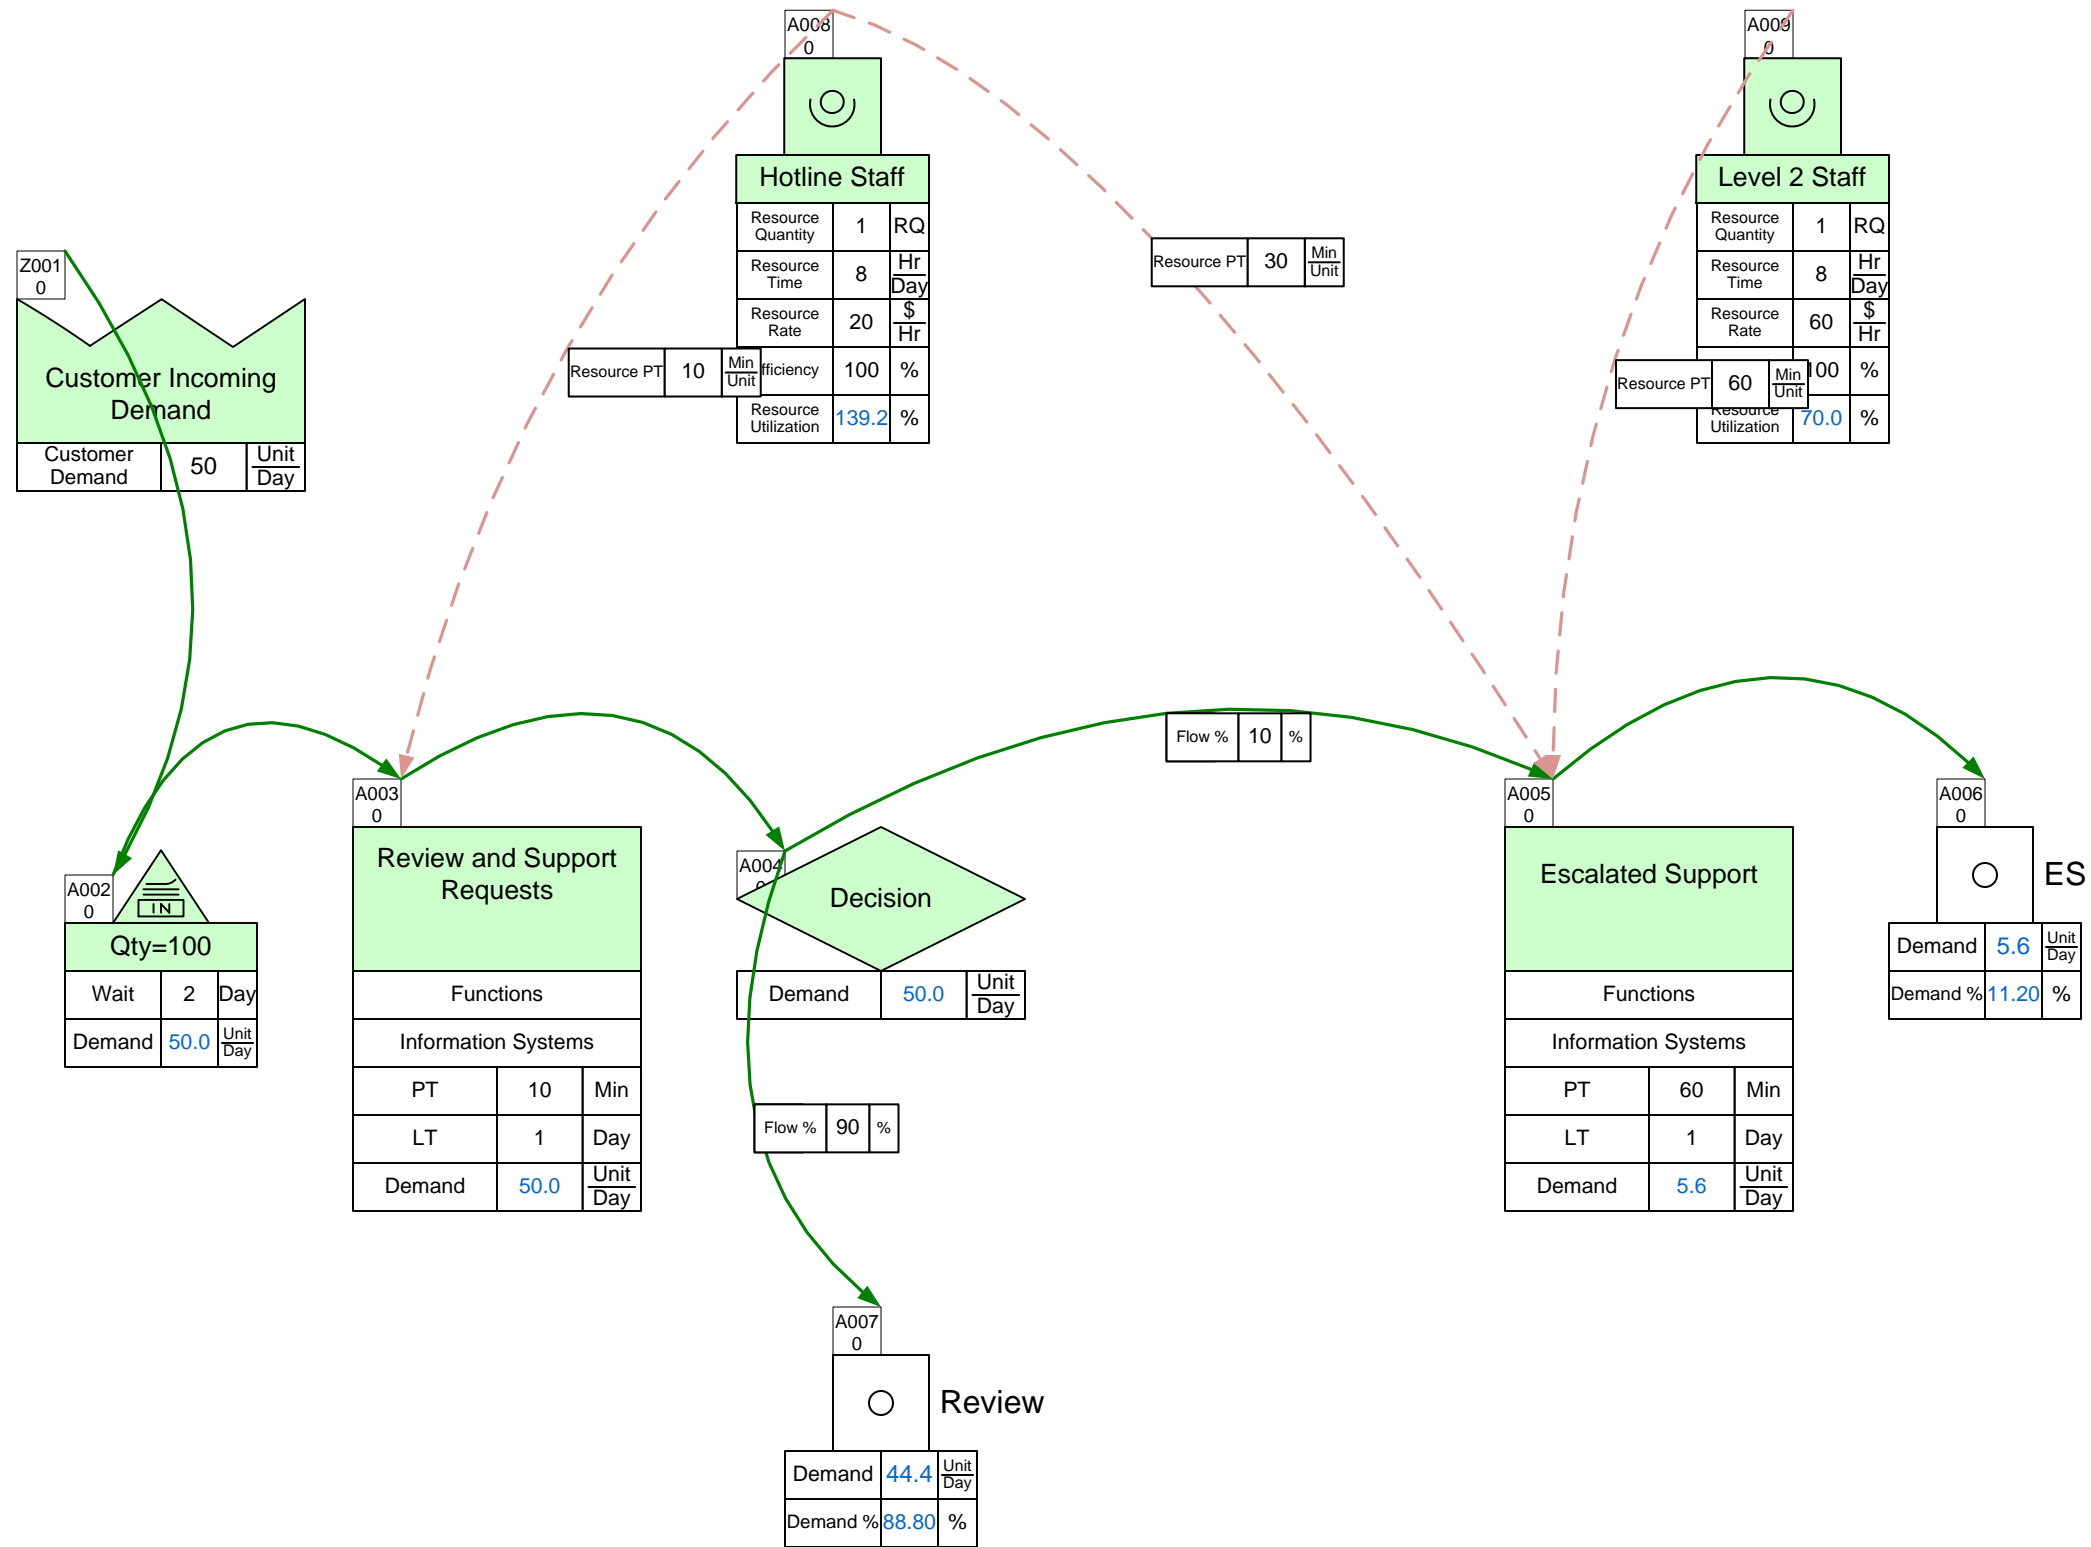 A008
0
Hotline Staff
Resource Quantity 1 RQ
Resource Time 8 Hr Day
Resource Rate 20 $ Hr
fficiency 100 %
Resource Utilization 139.2 %
Resource PT 10 Min Unit
Resource PT 30 Min Unit
A009
0
Level 2 Staff
Resource Quantity 1 RQ
Resource Time 8 Hr Day
Resource Rate 60 $ Hr
100 %
Resource Utilization 70.0 %
Resource PT 60 Min Unit
Z001
0
Customer Incoming
Demand
Customer Demand 50 Unit Day
A002
0
IN
Qty=100
Wait 2 Day
Demand 50.0 Unit Day
A003
0
Review and Support
Requests
Functions
Information Systems
PT 10 Min
LT 1 Day
Demand 50.0 Unit Day
A004
Decision
Demand 50.0 Unit Day
Flow % 10 %
Flow % 90 %
A005
0
Escalated Support
Functions
Information Systems
PT 60 Min
LT 1 Day
Demand 5.6 Unit Day
A006
0
ES
Demand 5.6 Unit Day
Demand % 11.20 %
A007
0
Review
Demand 44.4 Unit Day
Demand % 88.80 %